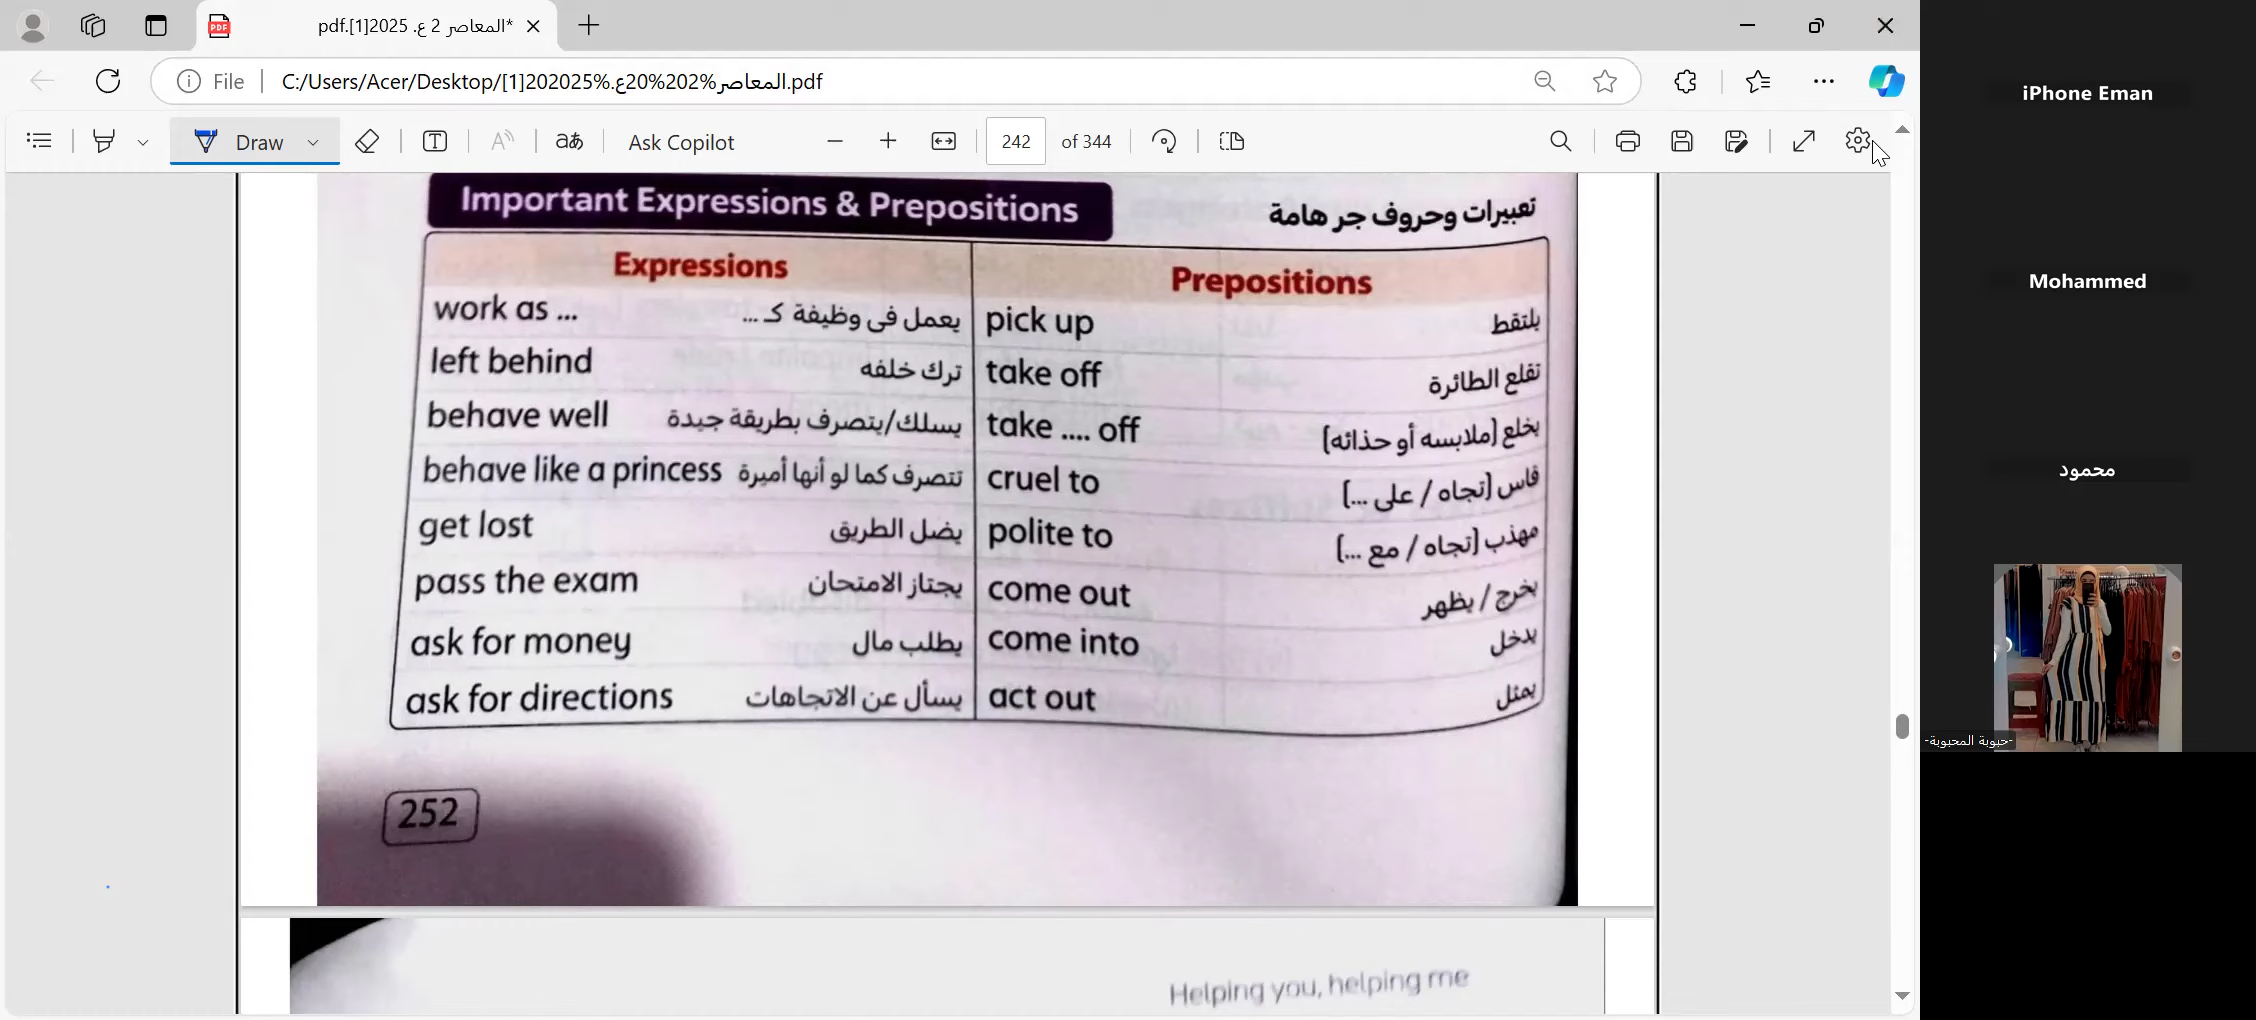 المعاصر 2 ع. 2025[1].pdf*
File
C:/Users/Acer/Desktop/المعاصر%202%20ع.%202025[1].pdf
Draw
Ask Copilot
242 of 344
Important Expressions & Prepositions
تعبيرات وحروف جر هامة
Expressions
Prepositions
work as ... يعمل فى وظيفة كـ ...
pick up يلتقط
left behind ترك خلفه
take off تقلع الطائرة
behave well يسلك/يتصرف بطريقة جيدة
take .... off يخلع (ملابسه أو حذائه)
behave like a princess تتصرف كما لو أنها أميرة
cruel to قاس (تجاه / على ...)
get lost يضل الطريق
polite to مهذب (تجاه / مع ...)
pass the exam يجتاز الامتحان
come out يخرج / يظهر
ask for money يطلب مال
come into يدخل
ask for directions يسأل عن الاتجاهات
act out يمثل
252
Helping you, helping me
iPhone Eman
Mohammed
محمود
-حبوبة المحبوبة-